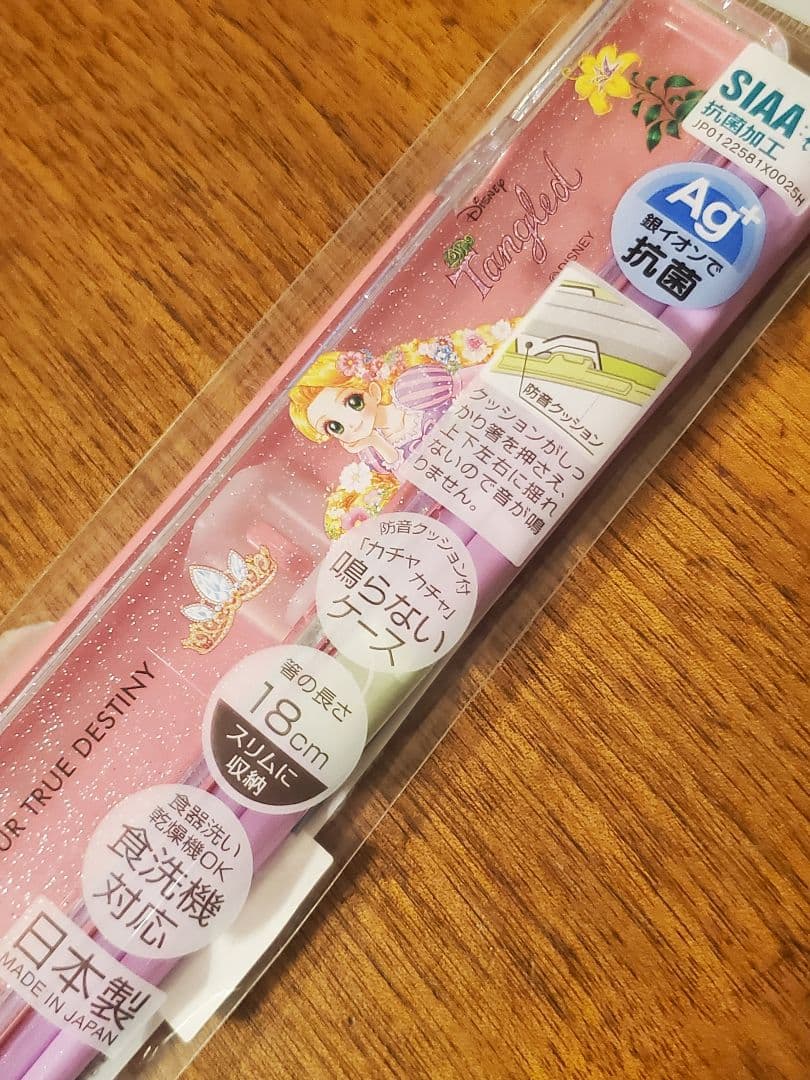 SIAA
抗菌加工
JP0122581X0025H
Ag+
銀イオンで
抗菌
DISNEY
Tangled
©DISNEY
防音クッション
クッションがしっ
かり箸を押さえ、
上下左右に揺れ
ないので音が鳴
りません。
防音クッション付
「カチャ カチャ」
鳴らない
ケース
箸の長さ
18cm
スリムに
収納
UR TRUE DESTINY
食器洗い
乾燥機OK
食洗機
対応
日本製
MADE IN JAPAN